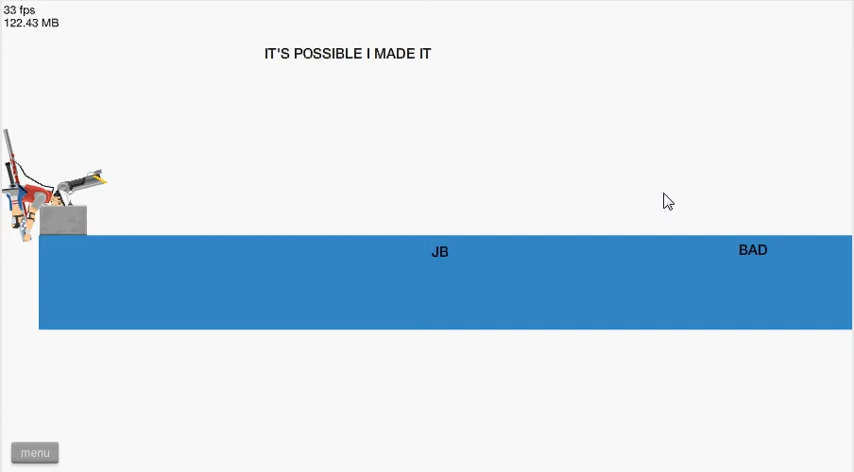 33 fps
122.43 MB
IT'S POSSIBLE I MADE IT
JB
BAD
menu